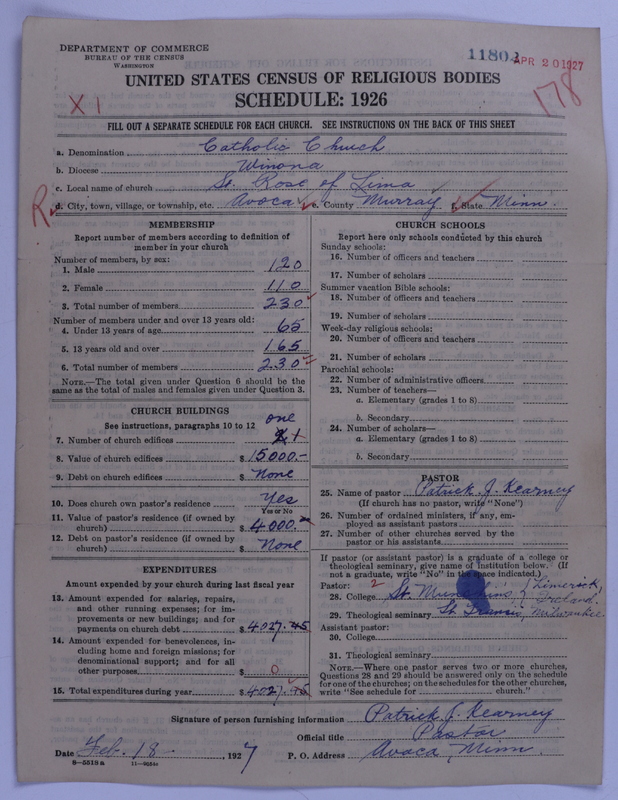 DEPARTMENT OF COMMERCE
BUREAU OF THE CENSUS
WASHINGTON
11804 APR 20 1927
178
X 1
UNITED STATES CENSUS OF RELIGIOUS BODIES
SCHEDULE: 1926
FILL OUT A SEPARATE SCHEDULE FOR EACH CHURCH. SEE INSTRUCTIONS ON THE BACK OF THIS SHEET
a. Denomination Catholic Church
b. Diocese Winona
c. Local name of church St. Rose of Lima
R d. City, town, village, or township, etc. Avoca e. County Murray f. State Minn.
MEMBERSHIP
Report number of members according to definition of
member in your church
Number of members, by sex:
1. Male 120
2. Female 110
3. Total number of members 230
Number of members under and over 13 years old:
4. Under 13 years of age 65
5. 13 years old and over 165
6. Total number of members 230
NOTE.—The total given under Question 6 should be the
same as the total of males and females given under Question 3.
CHURCH BUILDINGS
See instructions, paragraphs 10 to 12
one
7. Number of church edifices 1
8. Value of church edifices $ 15000.-
9. Debt on church edifices $ None
10. Does church own pastor's residence Yes
Yes or No
11. Value of pastor's residence (if owned by
church) $ 4000.
12. Debt on pastor's residence (if owned by
church) $ None
EXPENDITURES
Amount expended by your church during last fiscal year
13. Amount expended for salaries, repairs,
and other running expenses; for im-
provements or new buildings; and for
payments on church debt $ 4027.45
14. Amount expended for benevolences, in-
cluding home and foreign missions; for
denominational support; and for all
other purposes $ 0
15. Total expenditures during year $ 4027.45
CHURCH SCHOOLS
Report here only schools conducted by this church
Sunday schools:
16. Number of officers and teachers
17. Number of scholars
Summer vacation Bible schools:
18. Number of officers and teachers
19. Number of scholars
Week-day religious schools:
20. Number of officers and teachers
21. Number of scholars
Parochial schools:
22. Number of administrative officers
23. Number of teachers—
a. Elementary (grades 1 to 8)
b. Secondary
24. Number of scholars—
a. Elementary (grades 1 to 8)
b. Secondary
PASTOR
25. Name of pastor Patrick J. Kearney
(If church has no pastor, write "None")
26. Number of ordained ministers, if any, em-
ployed as assistant pastors
27. Number of other churches served by the
pastor or his assistants
If pastor (or assistant pastor) is a graduate of a college or
theological seminary, give name of institution below. (If
not a graduate, write "No" in the space indicated.)
Pastor: 2
28. College St. Munchins, Limerick, Ireland.
29. Theological seminary St. Francis, Milwaukee
Assistant pastor:
30. College
31. Theological seminary
NOTE.—Where one pastor serves two or more churches,
Questions 28 and 29 should be answered only on the schedule
for one of the churches; on the schedules for the other churches,
write "See schedule for church."
Signature of person furnishing information Patrick J. Kearney
Official title Pastor
Date Feb. 18, 1927 P. O. Address Avoca, Minn.
8—5518 a